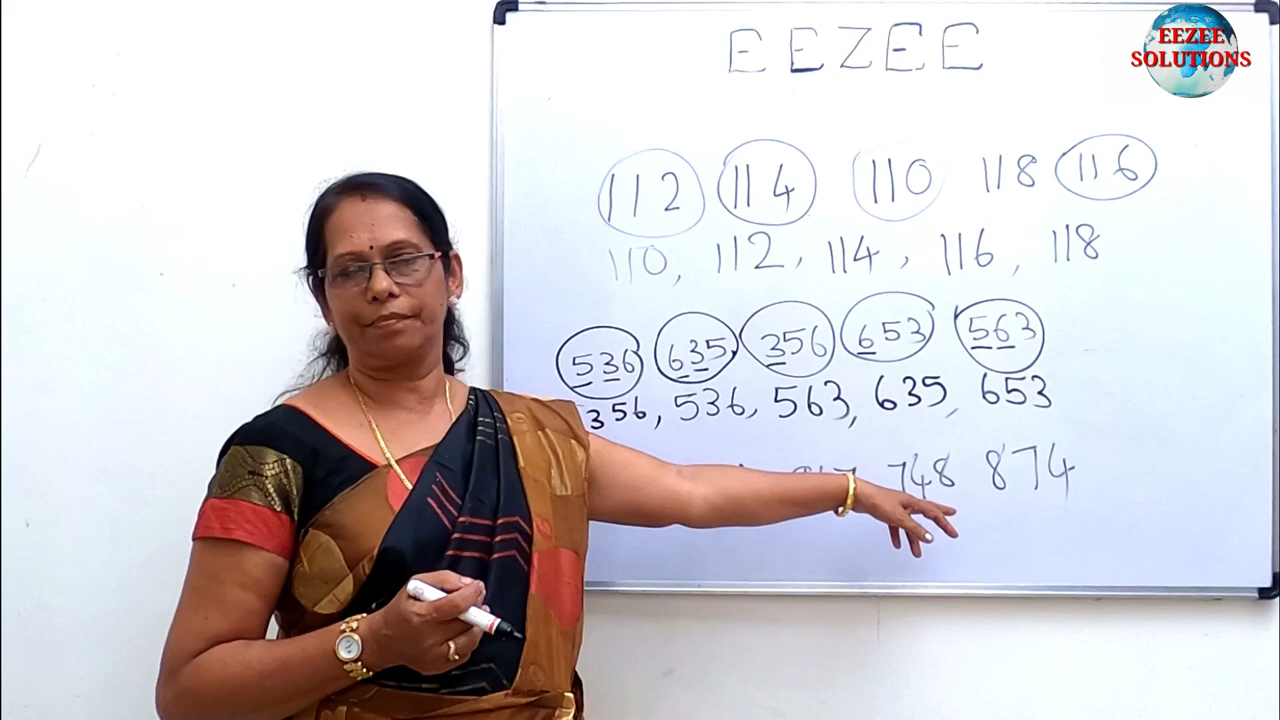 EEZEE
SOLUTIONS
EEZEE
112 114 110 118 116
110, 112, 114, 116, 118
536 635 356 653 563
356, 536, 563, 635, 653
748 874